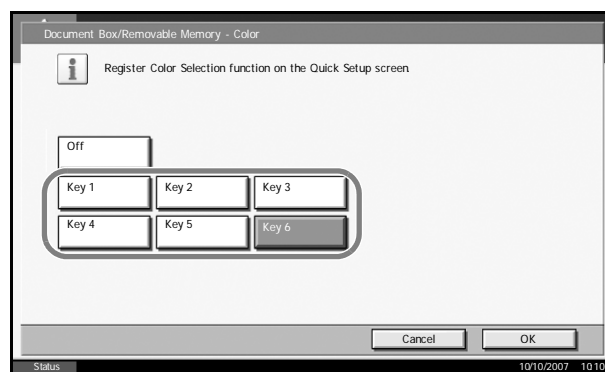 Document Box/Removable Memory - Color
Register Color Selection function on the Quick Setup screen.
Off
Key 1 Key 2 Key 3
Key 4 Key 5 Key 6
Cancel OK
Status 10/10/2007 10:10